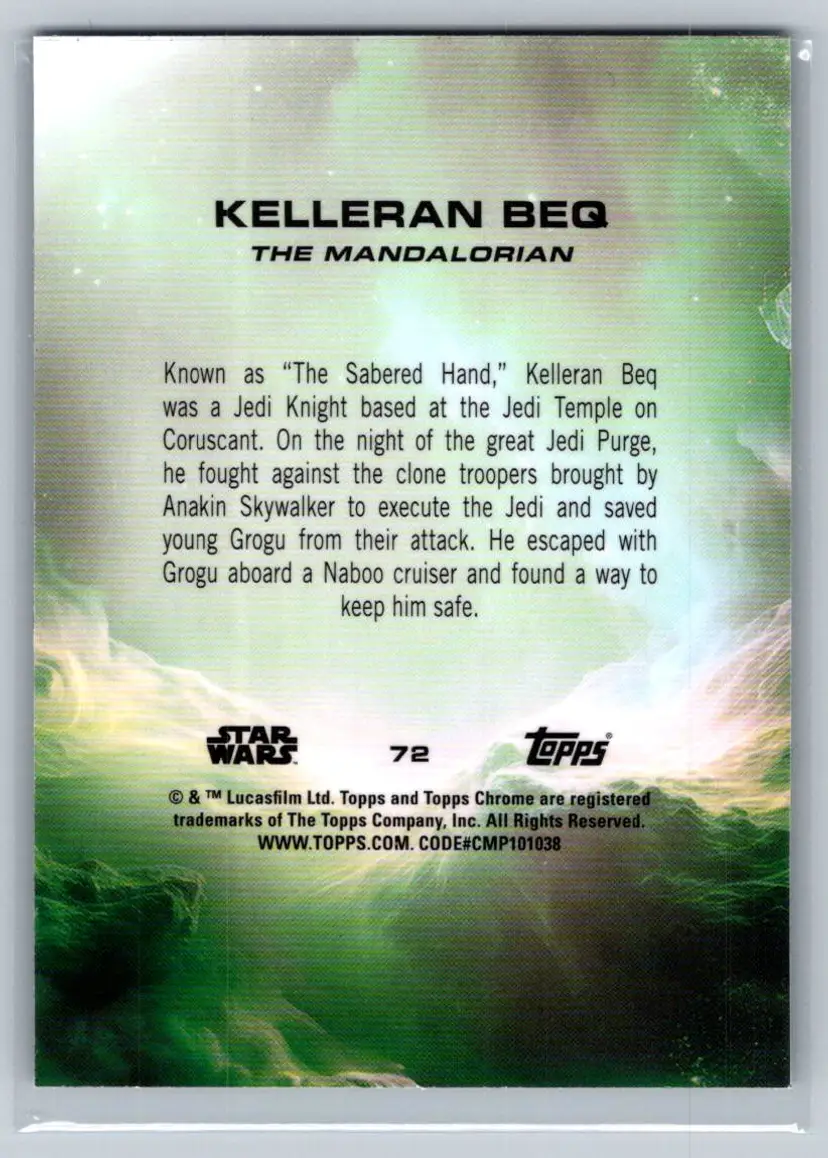 KELLERAN BEQ
THE MANDALORIAN
Known as “The Sabered Hand,” Kelleran Beq
was a Jedi Knight based at the Jedi Temple on
Coruscant. On the night of the great Jedi Purge,
he fought against the clone troopers brought by
Anakin Skywalker to execute the Jedi and saved
young Grogu from their attack. He escaped with
Grogu aboard a Naboo cruiser and found a way to
keep him safe.
STAR WARS™ 72 topps®
© & ™ Lucasfilm Ltd. Topps and Topps Chrome are registered
trademarks of The Topps Company, Inc. All Rights Reserved.
WWW.TOPPS.COM. CODE#CMP101038